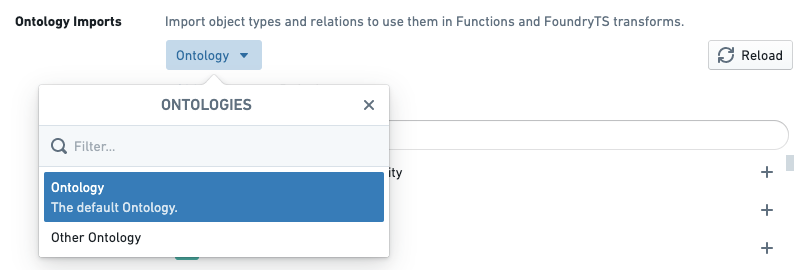 Ontology Imports
Import object types and relations to use them in Functions and FoundryTS transforms.
Ontology
Reload
ONTOLOGIES
Filter...
Ontology
The default Ontology.
Other Ontology